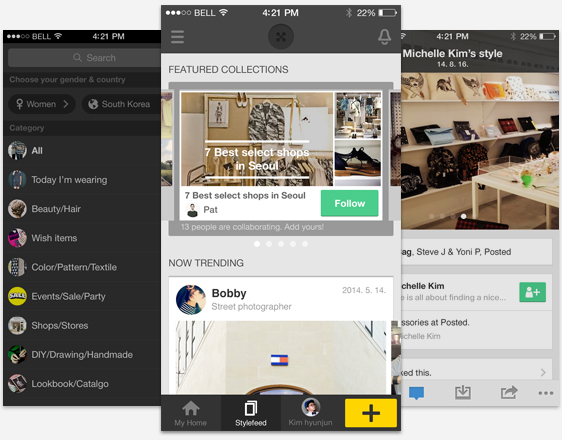 BELL 4:21 PM
Search
Choose your gender & country
Women
South Korea
Category
All
Today I'm wearing
Beauty/Hair
Wish items
Color/Pattern/Textile
Events/Sale/Party
SALE
Shops/Stores
DIY/Drawing/Handmade
Lookbook/Catalgo
BELL 4:21 PM 22%
FEATURED COLLECTIONS
7 Best select shops
in Seoul
7 Best select shops in Seoul
Pat
Follow
13 people are collaborating. Add yours!
NOW TRENDING
Bobby
2014. 5. 14.
Street photographer
My Home
Stylefeed
Kim hyunjun
4:21 PM 22%
Michelle Kim's style
14. 8. 16.
ag, Steve J & Yoni P, Posted
ichelle Kim
e is all about finding a nice...
ssories at Posted.
ichelle Kim
ked this.